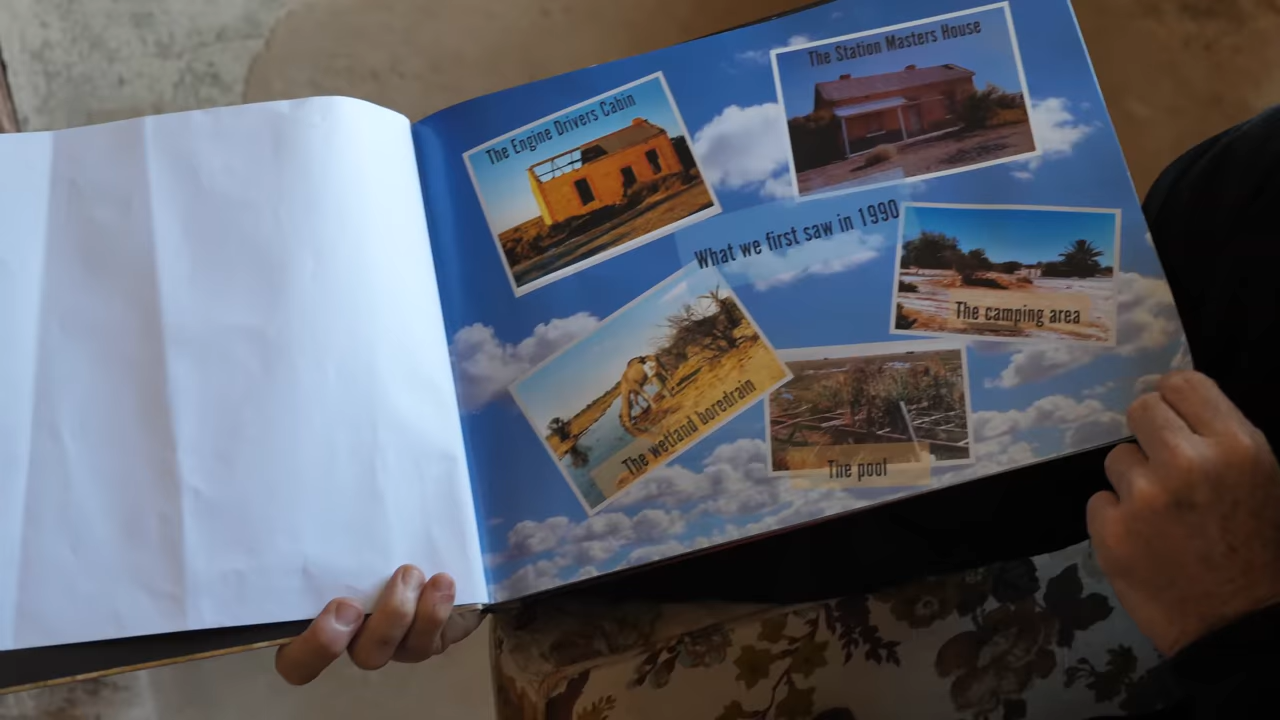 The Engine Drivers Cabin
The Station Masters House
What we first saw in 1990
The camping area
The wetland boredrain
The pool